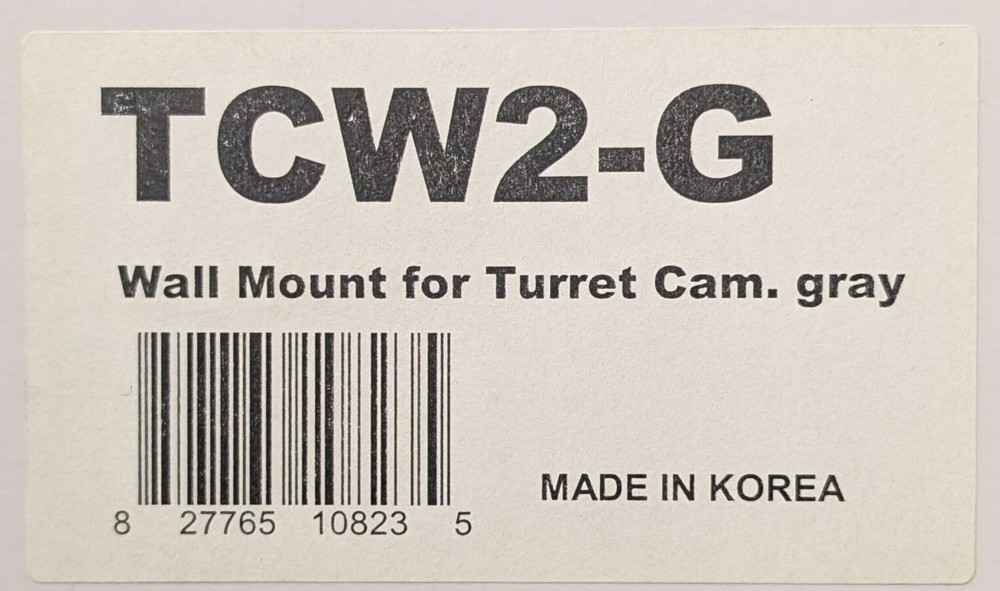 TCW2-G
Wall Mount for Turret Cam. gray
MADE IN KOREA
8 27765 10823 5